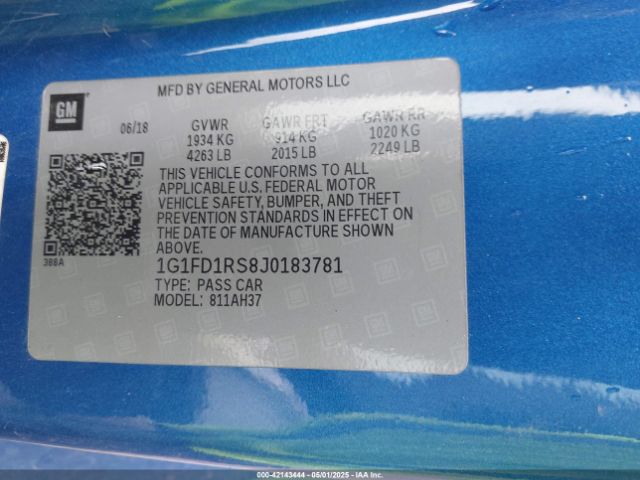 MFD BY GENERAL MOTORS LLC
GM
06/18 GVWR GAWR FRT GAWR RR
1934 KG 914 KG 1020 KG
4263 LB 2015 LB 2249 LB
THIS VEHICLE CONFORMS TO ALL
APPLICABLE U.S. FEDERAL MOTOR
VEHICLE SAFETY, BUMPER, AND THEFT
PREVENTION STANDARDS IN EFFECT ON
THE DATE OF MANUFACTURE SHOWN
ABOVE.
388A
1G1FD1RS8J0183781
TYPE: PASS CAR
MODEL: 811AH37
000-42143444 - 05/01/2025 - IAA, Inc.